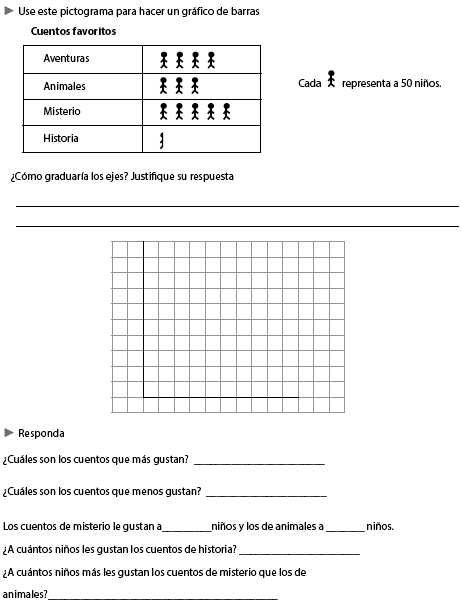 Use este pictograma para hacer un gráfico de barras
Cuentos favoritos
Aventuras
Animales
Misterio
Historia
Cada representa a 50 niños.
¿Cómo graduaría los ejes? Justifique su respuesta
Responda
¿Cuáles son los cuentos que más gustan? ____________________
¿Cuáles son los cuentos que menos gustan? ____________________
Los cuentos de misterio le gustan a_________niños y los de animales a _______ niños.
¿A cuántos niños les gustan los cuentos de historia? ____________________
¿A cuántos niños más les gustan los cuentos de misterio que los de
animales?____________________